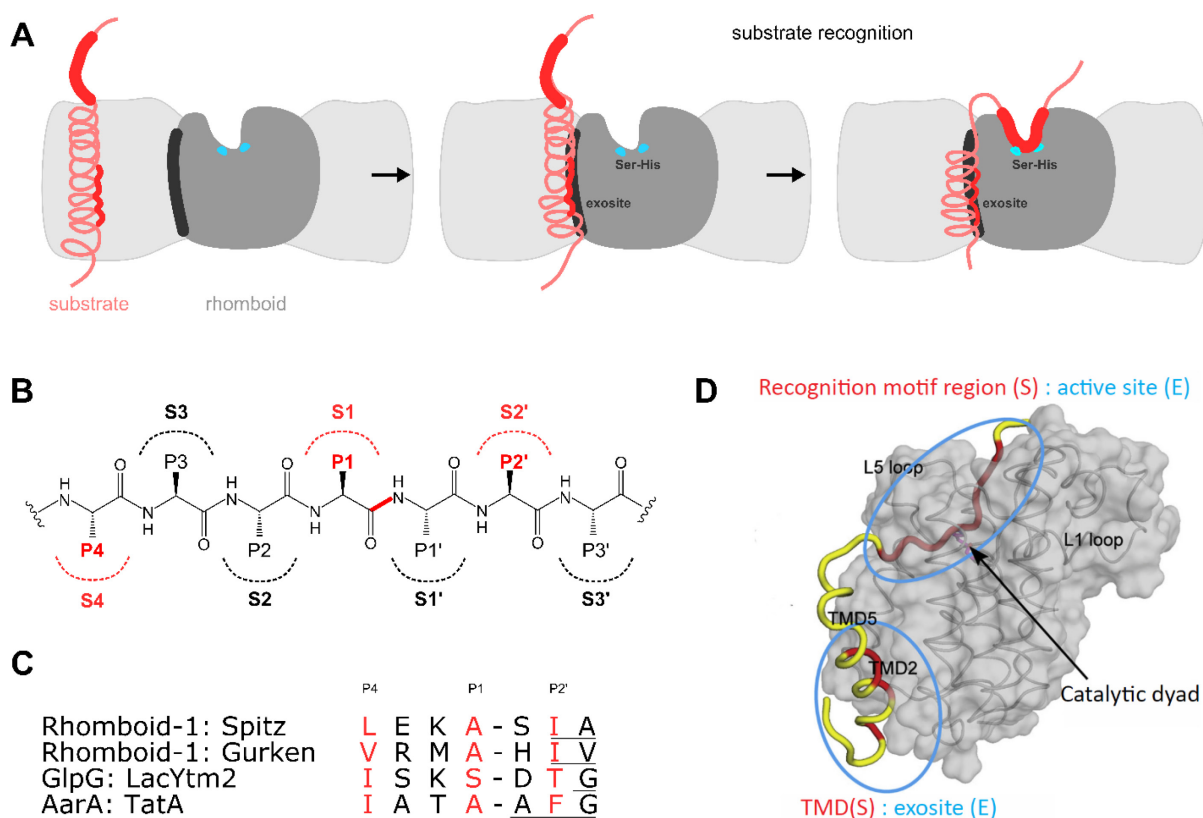 A
substrate recognition
Ser-His
exosite
Ser-His
exosite
substrate
rhomboid
B
S3
S1
S2'
P3
O
P1
O
P2'
O
H
N
N
H
H
N
N
H
H
N
N
H
H
N
P4
O
P2
O
P1'
O
P3'
O
S4
S2
S1'
S3'
C
P4 P1 P2'
Rhomboid-1: Spitz L E K A - S I A
Rhomboid-1: Gurken V R M A - H I V
GlpG: LacYtm2 I S K S - D T G
AarA: TatA I A T A - A F G
D
Recognition motif region (S) : active site (E)
L5 loop
L1 loop
TMD5
TMD2
Catalytic dyad
TMD(S) : exosite (E)